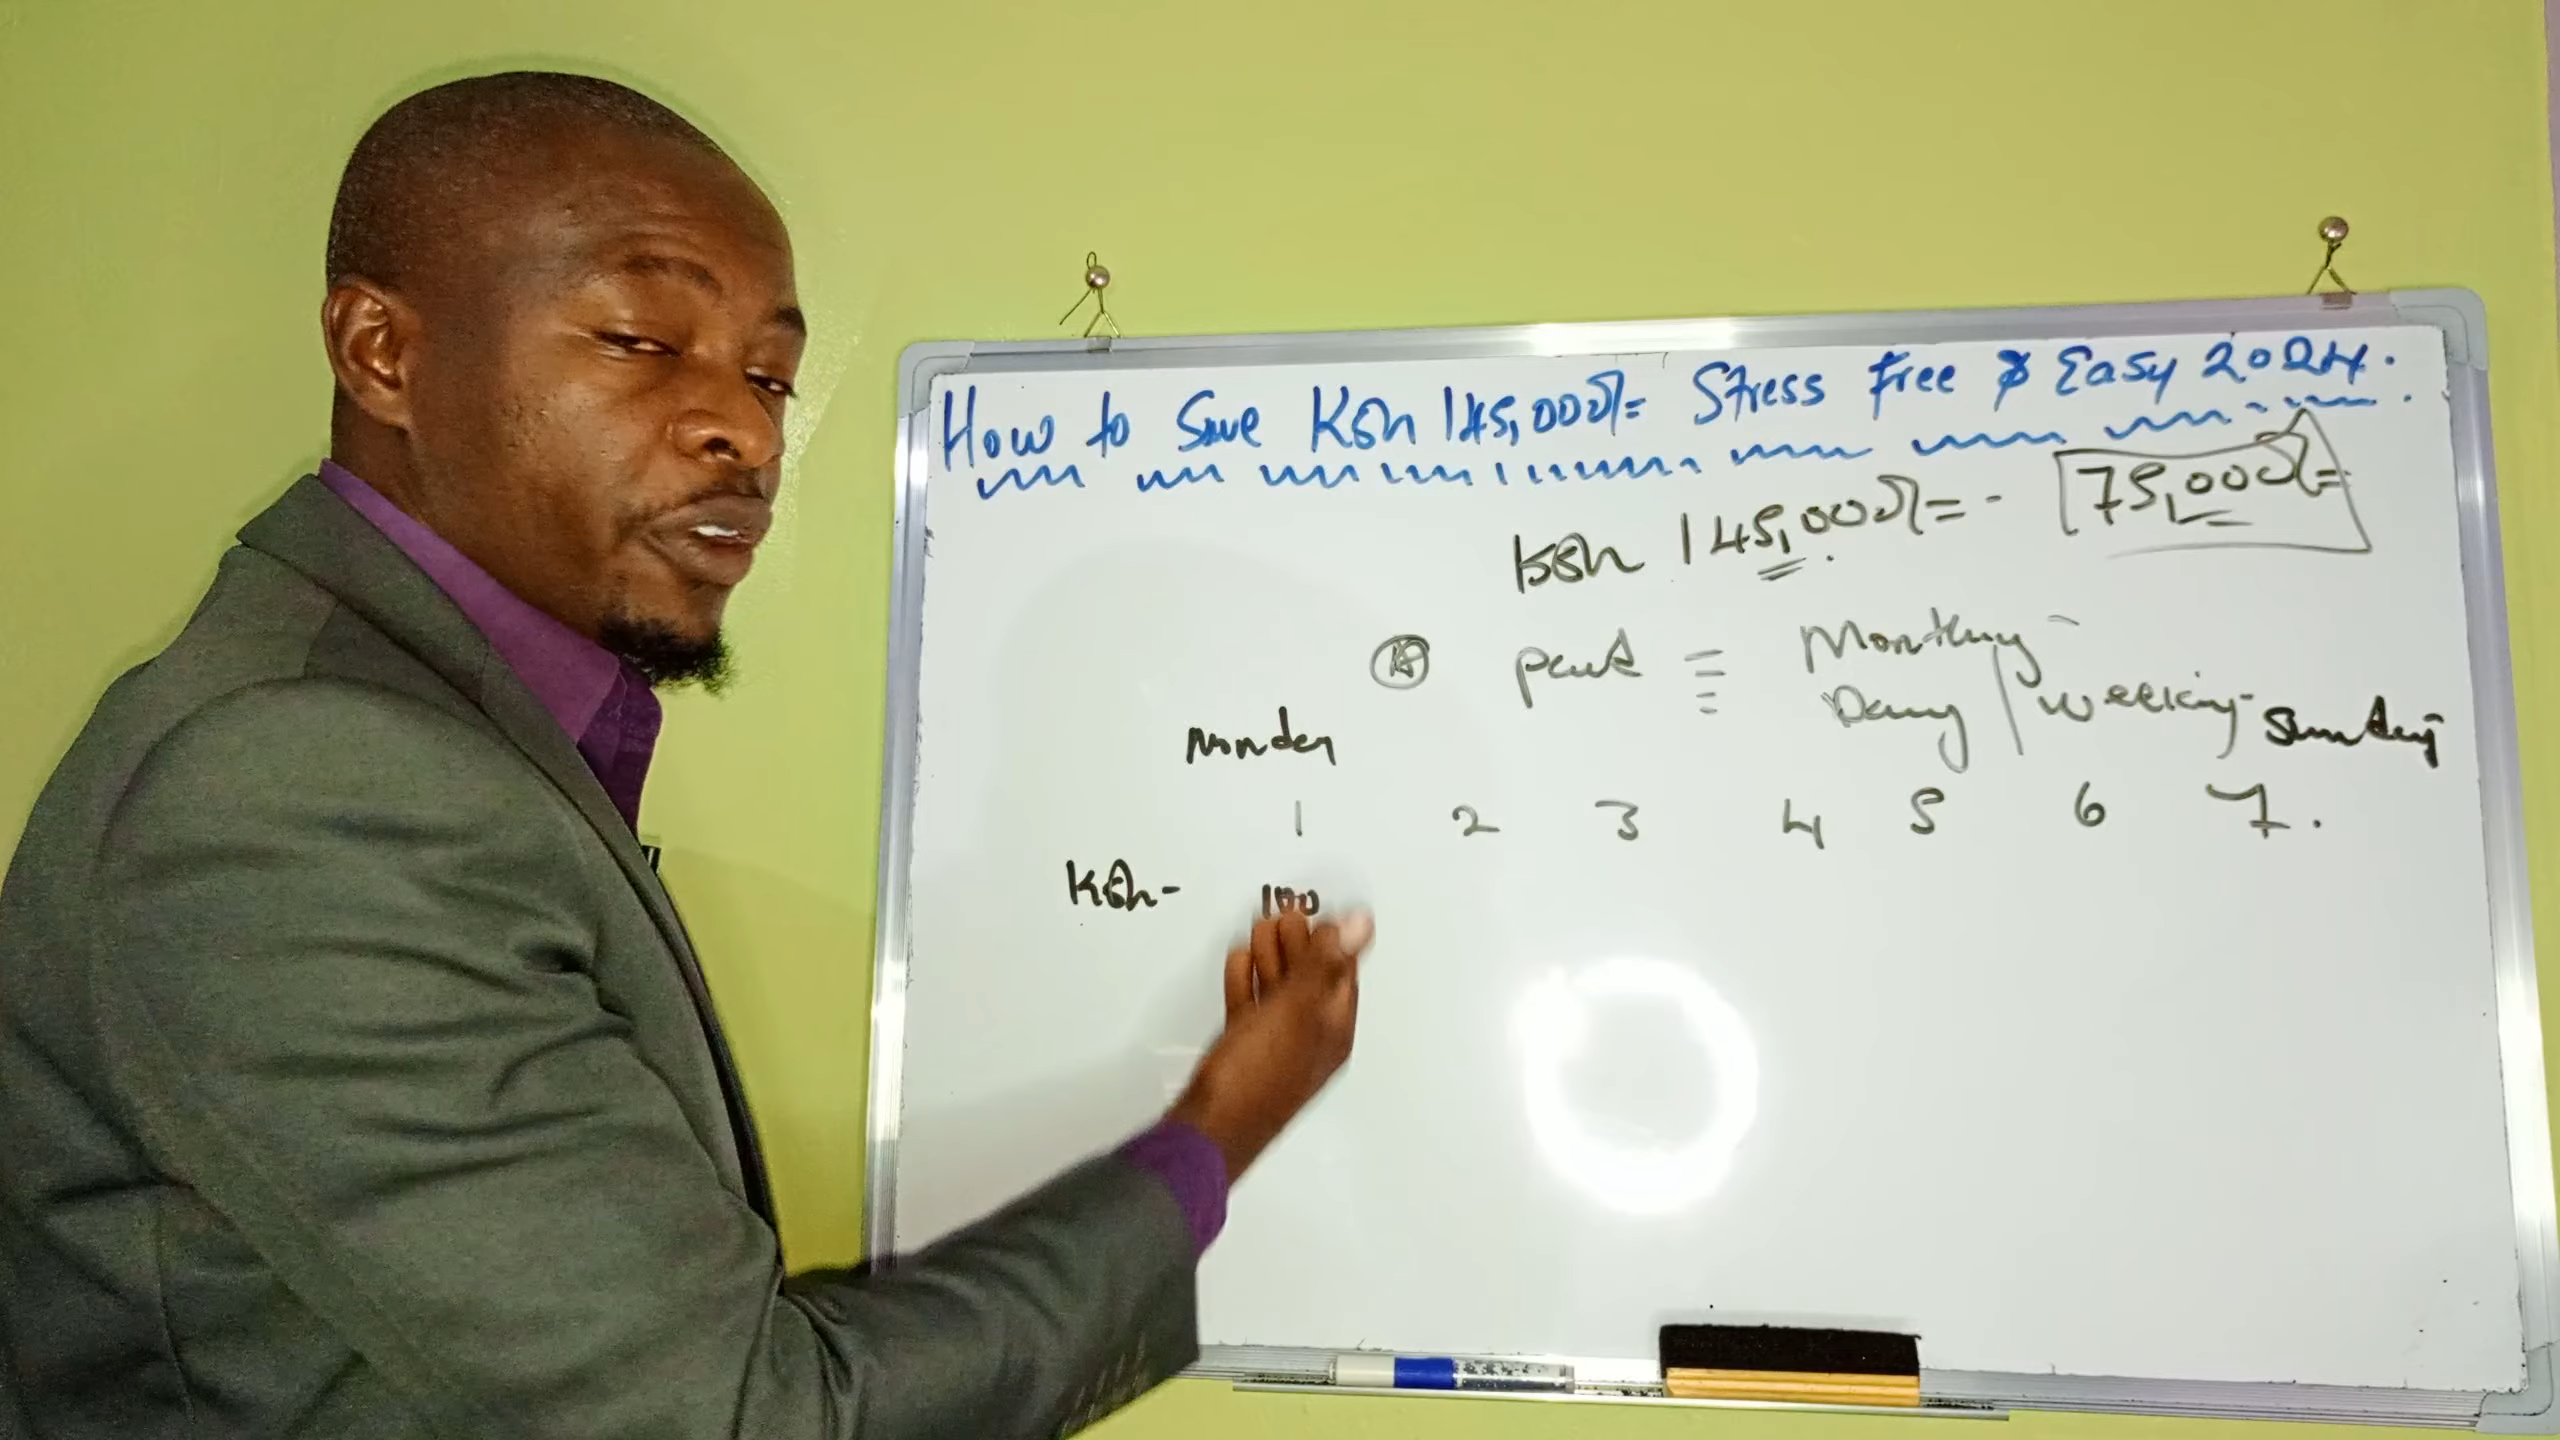 How to Save Ksh 145,000/= Stress Free & Easy 2024.
Ksh 145,000/= - 75,000/=
Monthly
Daily / Weekly
Monday Sunday
1 2 3 4 5 6 7.
Ksh- 100